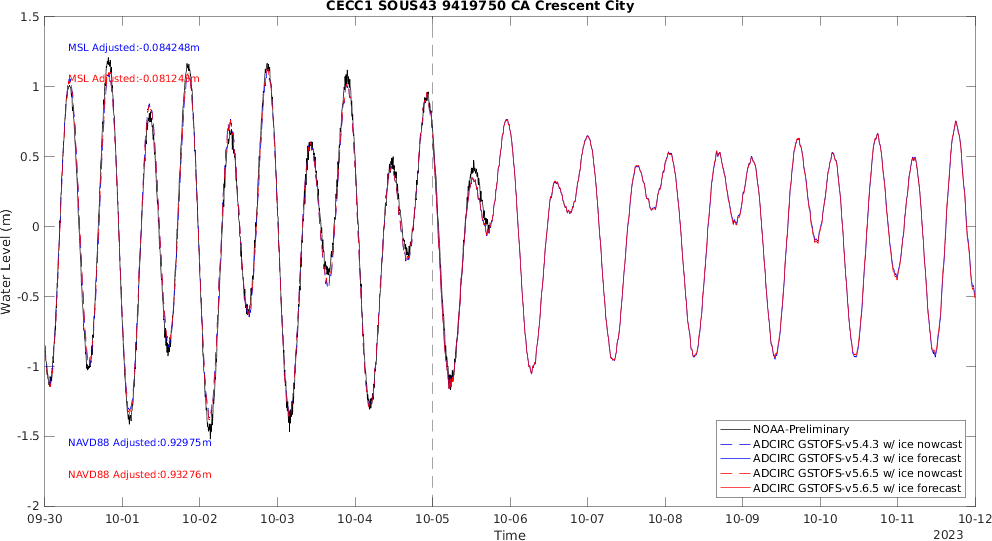 CECC1 SOUS43 9419750 CA Crescent City
1.5
1
0.5
0
-0.5
-1
-1.5
-2
Water Level (m)
MSL Adjusted:-0.084248m
MSL Adjusted:-0.081248m
NAVD88 Adjusted:0.92975m
NAVD88 Adjusted:0.93276m
NOAA-Preliminary
ADCIRC GSTOFS-v5.4.3 w/ ice nowcast
ADCIRC GSTOFS-v5.4.3 w/ ice forecast
ADCIRC GSTOFS-v5.6.5 w/ ice nowcast
ADCIRC GSTOFS-v5.6.5 w/ ice forecast
09-30 10-01 10-02 10-03 10-04 10-05 10-06 10-07 10-08 10-09 10-10 10-11 10-12
Time
2023